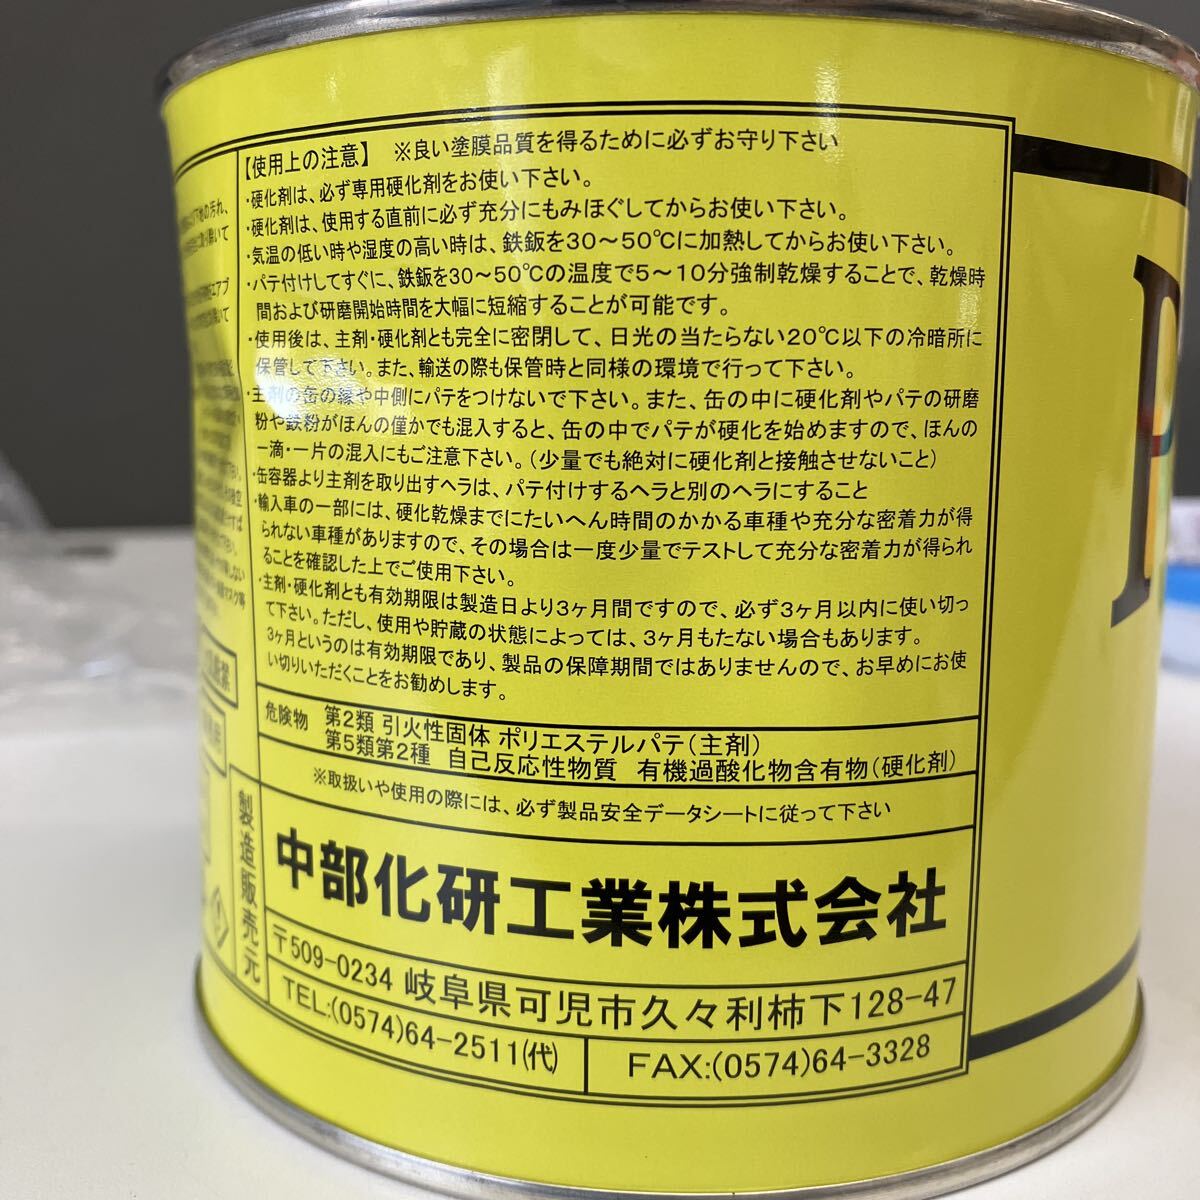 【使用上の注意】 ※良い塗膜品質を得るために必ずお守り下さい
・硬化剤は、必ず専用硬化剤をお使い下さい。
・硬化剤は、使用する直前に必ず充分にもみほぐしてからお使い下さい。
・気温の低い時や湿度の高い時は、鉄鈑を30～50℃に加熱してからお使い下さい。
・パテ付けしてすぐに、鉄鈑を30～50℃の温度で5～10分強制乾燥することで、乾燥時
間および研磨開始時間を大幅に短縮することが可能です。
・使用後は、主剤・硬化剤とも完全に密閉して、日光の当たらない20℃以下の冷暗所に
保管して下さい。また、輸送の際も保管時と同様の環境で行って下さい。
・主剤の缶の縁や中側にパテをつけないで下さい。また、缶の中に硬化剤やパテの研磨
粉や鉄粉がほんの僅かでも混入すると、缶の中でパテが硬化を始めますので、ほんの
一滴・一片の混入にもご注意下さい。(少量でも絶対に硬化剤と接触させないこと)
・缶容器より主剤を取り出すヘラは、パテ付けするヘラと別のヘラにすること
・輸入車の一部には、硬化乾燥までにたいへん時間のかかる車種や充分な密着力が得
られない車種がありますので、その場合は一度少量でテストして充分な密着力が得られ
ることを確認した上でご使用下さい。
・主剤・硬化剤とも有効期限は製造日より3ヶ月間ですので、必ず3ヶ月以内に使い切っ
て下さい。ただし、使用や貯蔵の状態によっては、3ヶ月もたない場合もあります。
3ヶ月というのは有効期限であり、製品の保障期間ではありませんので、お早めにお使
い切りいただくことをお勧めします。
危険物 第2類 引火性固体 ポリエステルパテ(主剤)
第5類第2種 自己反応性物質 有機過酸化物含有物(硬化剤)
※取扱いや使用の際には、必ず製品安全データシートに従って下さい
製造販売元
中部化研工業株式会社
〒509-0234 岐阜県可児市久々利柿下128-47
TEL:(0574)64-2511(代)
FAX:(0574)64-3328